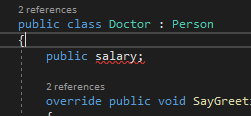 2 references
public class Doctor : Person
{
public salary;
2 references
override public void SayGreeti
{